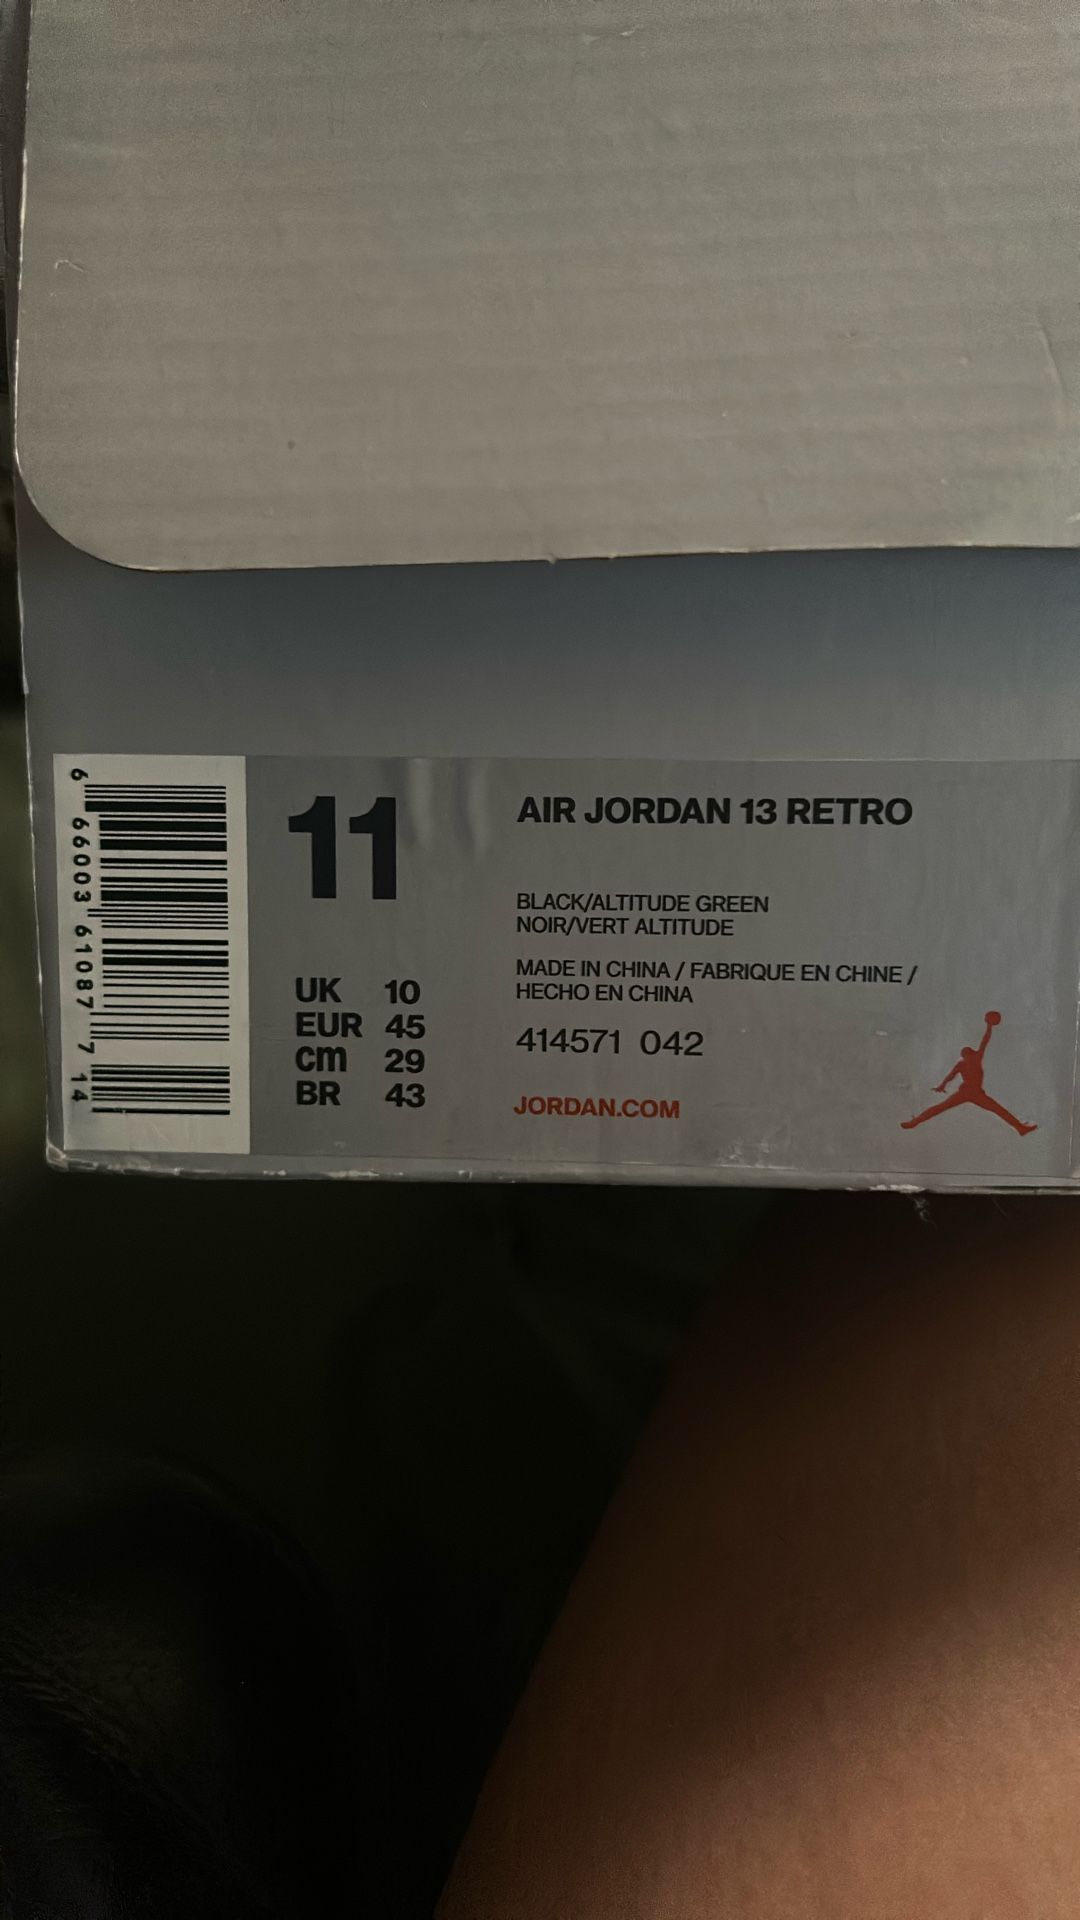 6 66003 61087 7 14
11
AIR JORDAN 13 RETRO
BLACK/ALTITUDE GREEN
NOIR/VERT ALTITUDE
MADE IN CHINA / FABRIQUE EN CHINE /
HECHO EN CHINA
414571 042
JORDAN.COM
UK 10
EUR 45
cm 29
BR 43